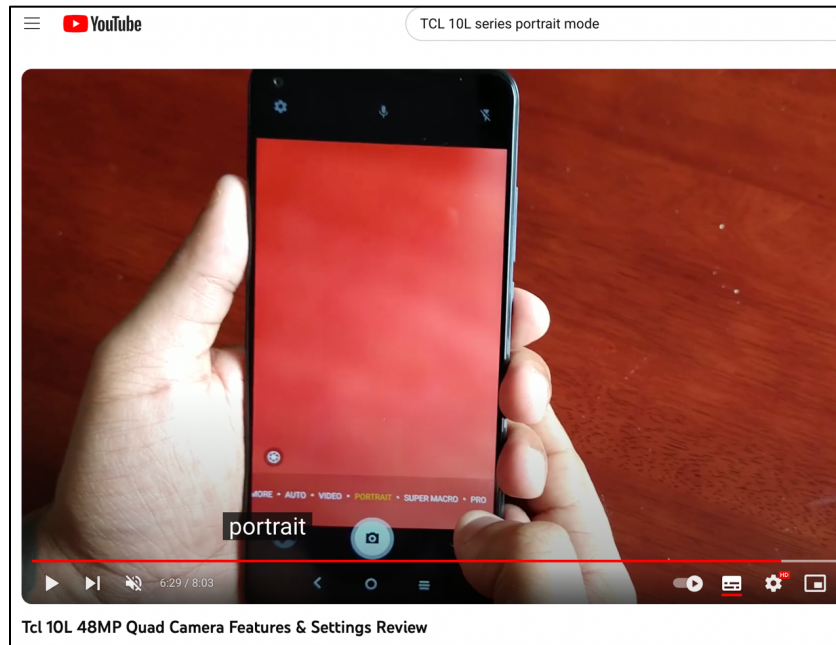 YouTube
TCL 10L series portrait mode
MORE • AUTO • VIDEO • PORTRAIT • SUPER MACRO • PRO
portrait
6:29 / 8:03
HD
Tcl 10L 48MP Quad Camera Features & Settings Review